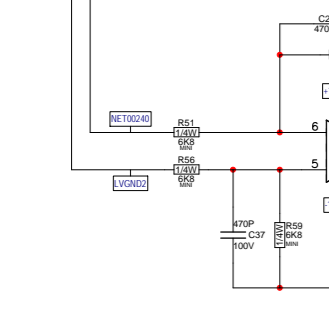 C2
470
NET00240
R51
1/4W
6K8
MINI
6
R56
1/4W
6K8
MINI
5
LVGND2
470P
C37
100V
R59
1/4W
6K8
MINI